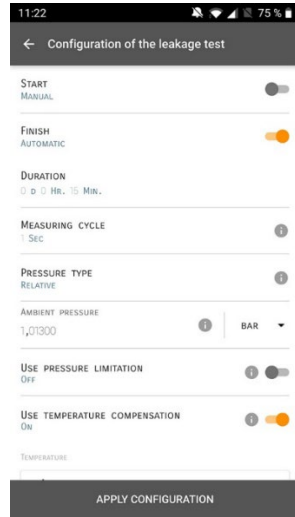 11:22 75 %
Configuration of the leakage test
START
MANUAL
FINISH
AUTOMATIC
DURATION
0 D 0 HR. 15 MIN.
MEASURING CYCLE
1 SEC
PRESSURE TYPE
RELATIVE
AMBIENT PRESSURE
1,01300 BAR
USE PRESSURE LIMITATION
OFF
USE TEMPERATURE COMPENSATION
ON
TEMPERATURE
APPLY CONFIGURATION